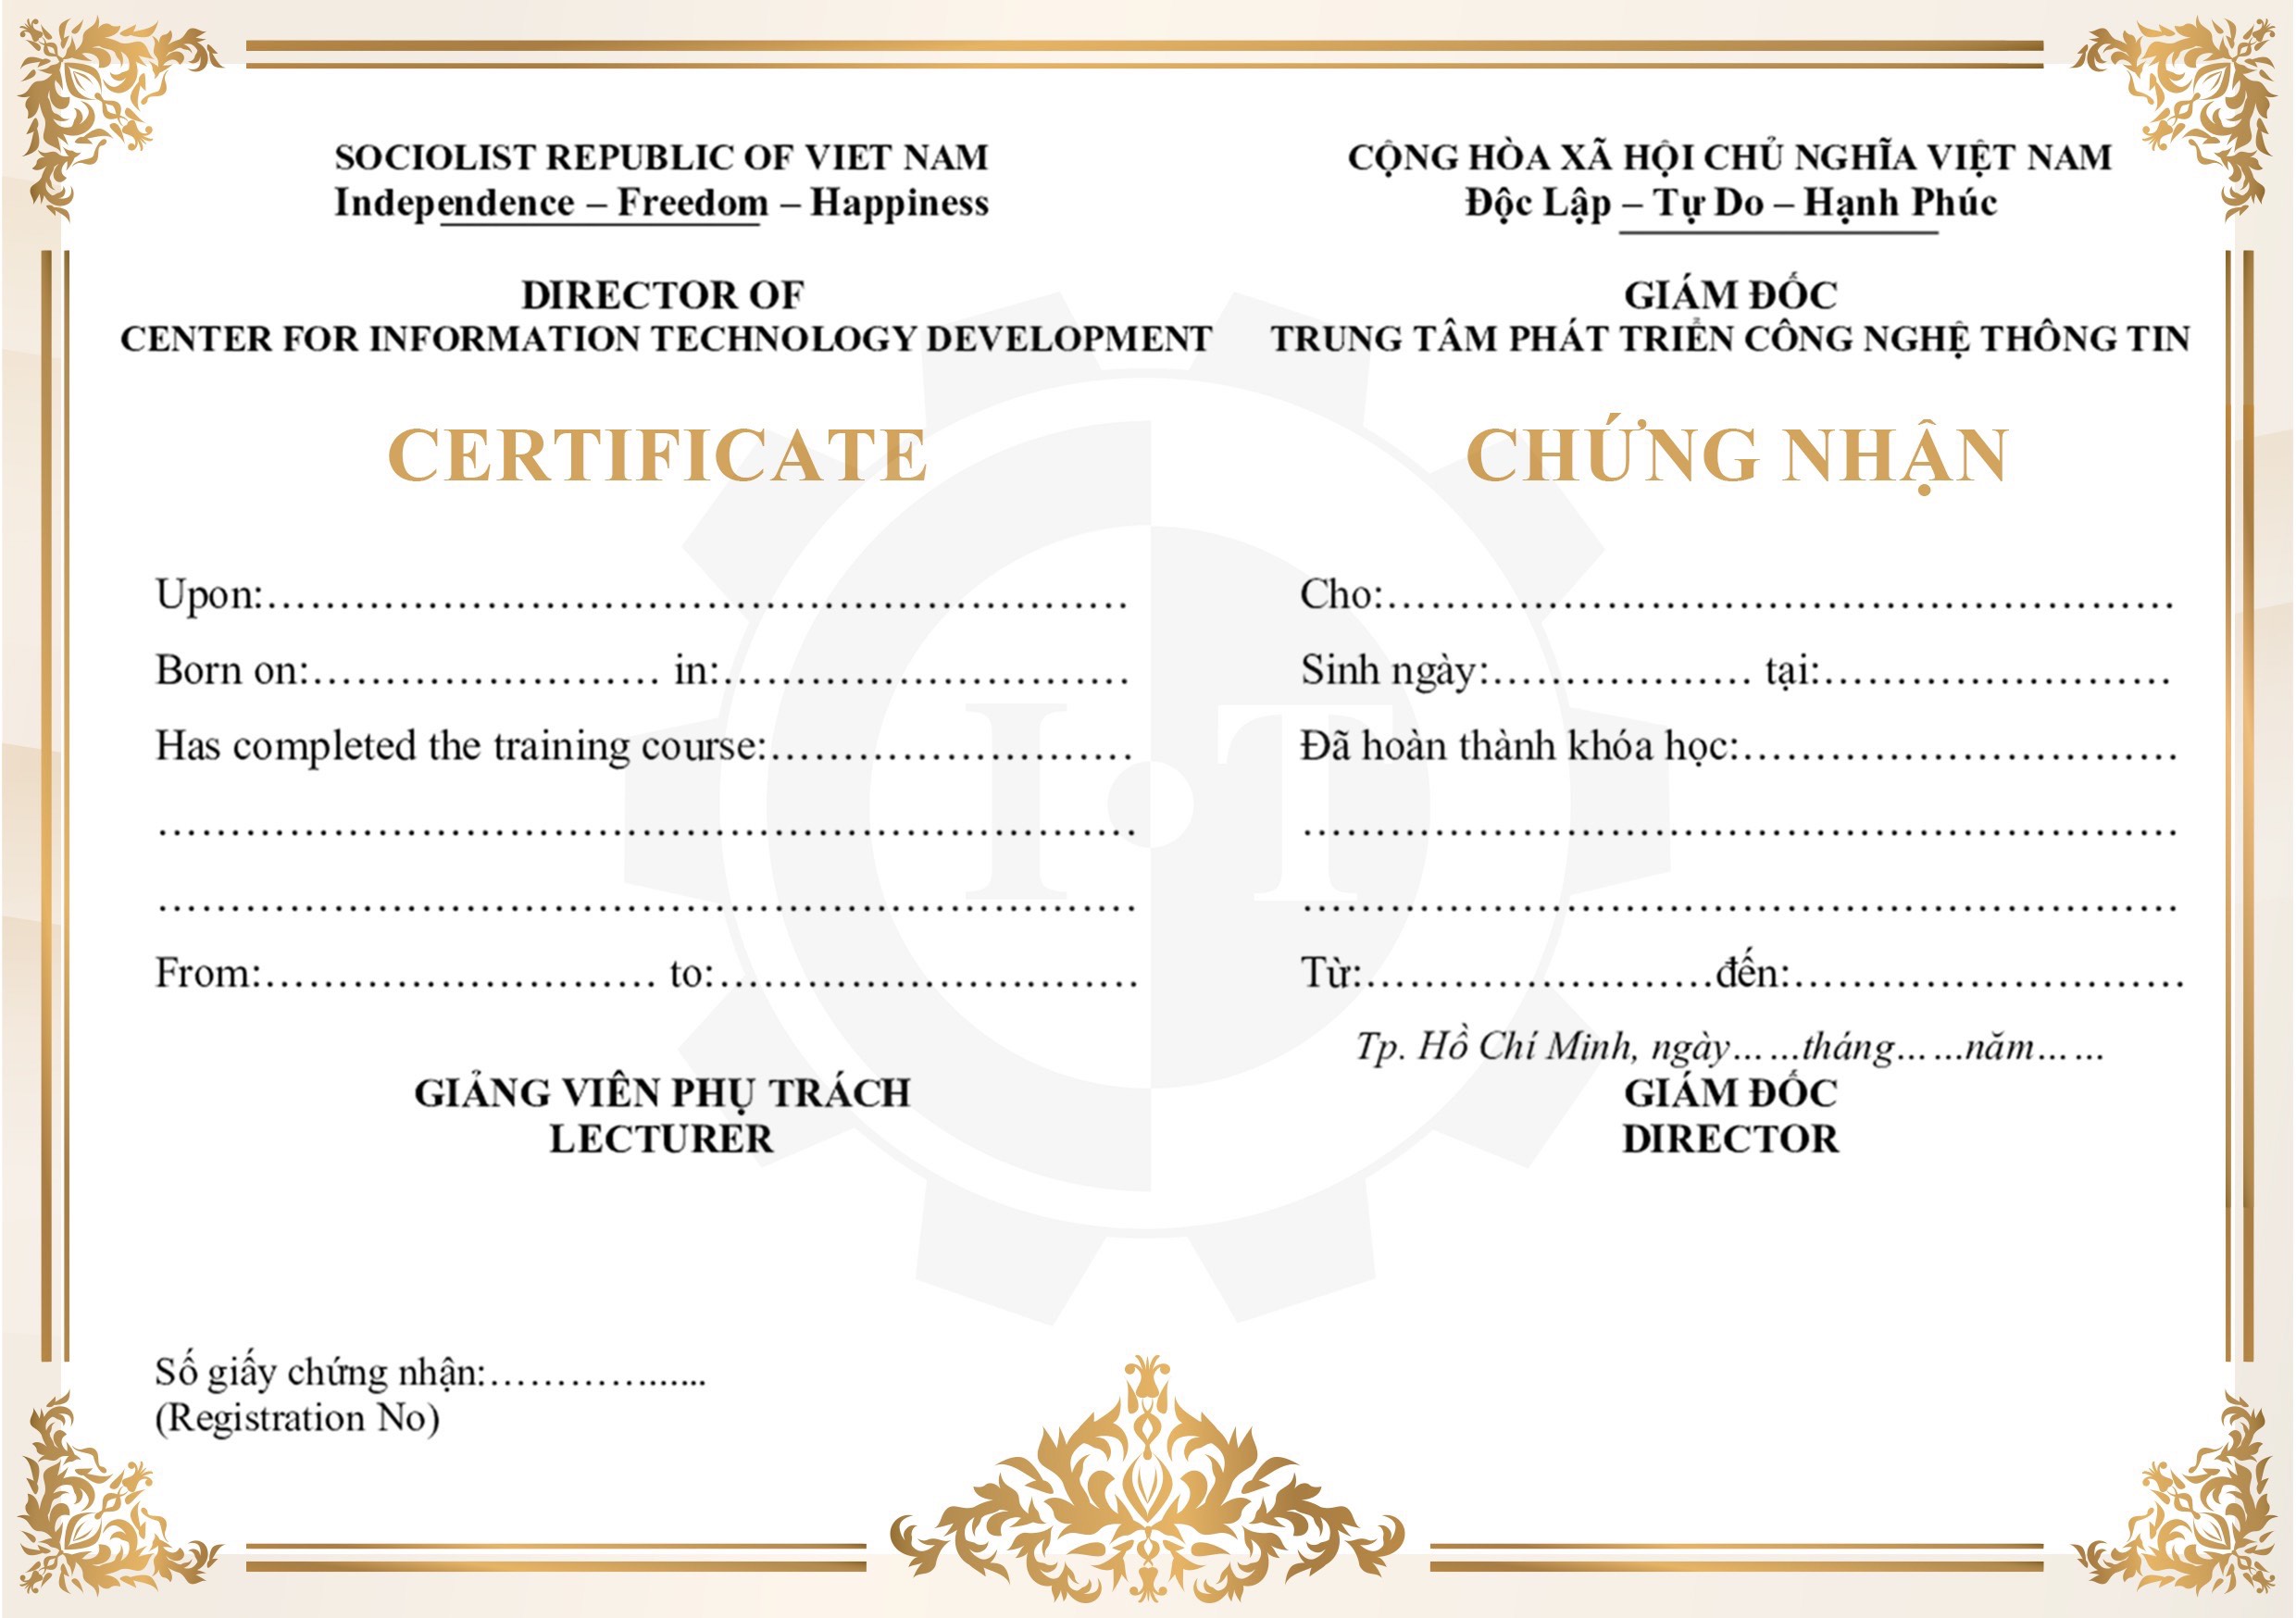 SOCIOLIST REPUBLIC OF VIET NAM
Independence – Freedom – Happiness
DIRECTOR OF
CENTER FOR INFORMATION TECHNOLOGY DEVELOPMENT
CERTIFICATE
Upon:……………………………………………………
Born on:…………………… in:………………………
Has completed the training course:……………………
……………………………………………………………
……………………………………………………………
From:……………………… to:………………………
GIẢNG VIÊN PHỤ TRÁCH
LECTURER
Số giấy chứng nhận:………….......
(Registration No)
CỘNG HÒA XÃ HỘI CHỦ NGHĨA VIỆT NAM
Độc Lập – Tự Do – Hạnh Phúc
GIÁM ĐỐC
TRUNG TÂM PHÁT TRIỂN CÔNG NGHỆ THÔNG TIN
CHỨNG NHẬN
Cho:………………………………………………
Sinh ngày:……………… tại:……………………
Đã hoàn thành khóa học:…………………………
……………………………………………………
……………………………………………………
Từ:……………………đến:………………………
Tp. Hồ Chí Minh, ngày……tháng……năm……
GIÁM ĐỐC
DIRECTOR
I T